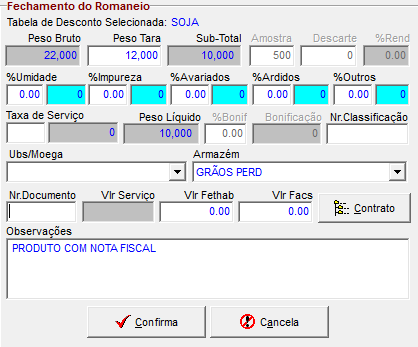 Fechamento do Romaneio
Tabela de Desconto Selecionada: SOJA
Peso Bruto Peso Tara Sub-Total Amostra Descarte %Rend
22,000 12,000 10,000 500 0 0.00
%Umidade %Impureza %Avariados %Ardidos %Outros
0.00 0 0.00 0 0.00 0 0.00 0 0.00 0
Taxa de Serviço Peso Líquido %Bonif Bonificação Nr.Classificação
0 10,000 0.00 0
Ubs/Moega Armazém
GRÃOS PERD
Nr.Documento Vlr Serviço Vlr Fethab Vlr Facs
0.00 0.00 Contrato
Observações
PRODUTO COM NOTA FISCAL
Confirma Cancela